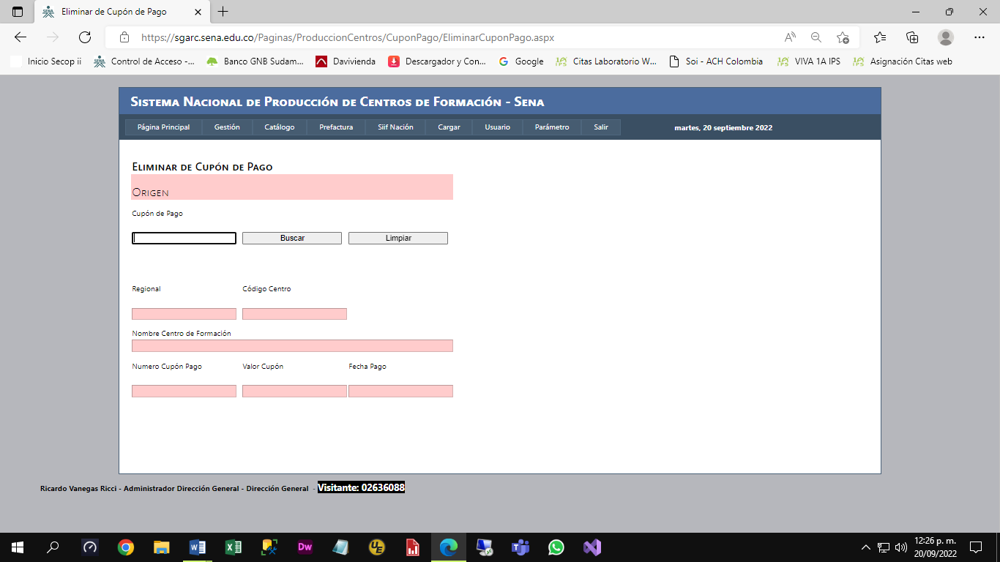 Eliminar de Cupón de Pago
https://sgarc.sena.edu.co/Paginas/ProduccionCentros/CuponPago/EliminarCuponPago.aspx
Inicio Secop ii Control de Acceso -... Banco GNB Sudam... Davivienda Descargador y Con... Google Citas Laboratorio W... Soi - ACH Colombia VIVA 1A IPS Asignación Citas web
Sistema Nacional de Producción de Centros de Formación - Sena
Página Principal Gestión Catálogo Prefactura Siif Nación Cargar Usuario Parámetro Salir martes, 20 septiembre 2022
Eliminar de Cupón de Pago
Origen
Cupón de Pago
Buscar Limpiar
Regional Código Centro
Nombre Centro de Formación
Numero Cupón Pago Valor Cupón Fecha Pago
Ricardo Vanegas Ricci - Administrador Dirección General - Dirección General - Visitante: 02636088
12:26 p. m.
20/09/2022